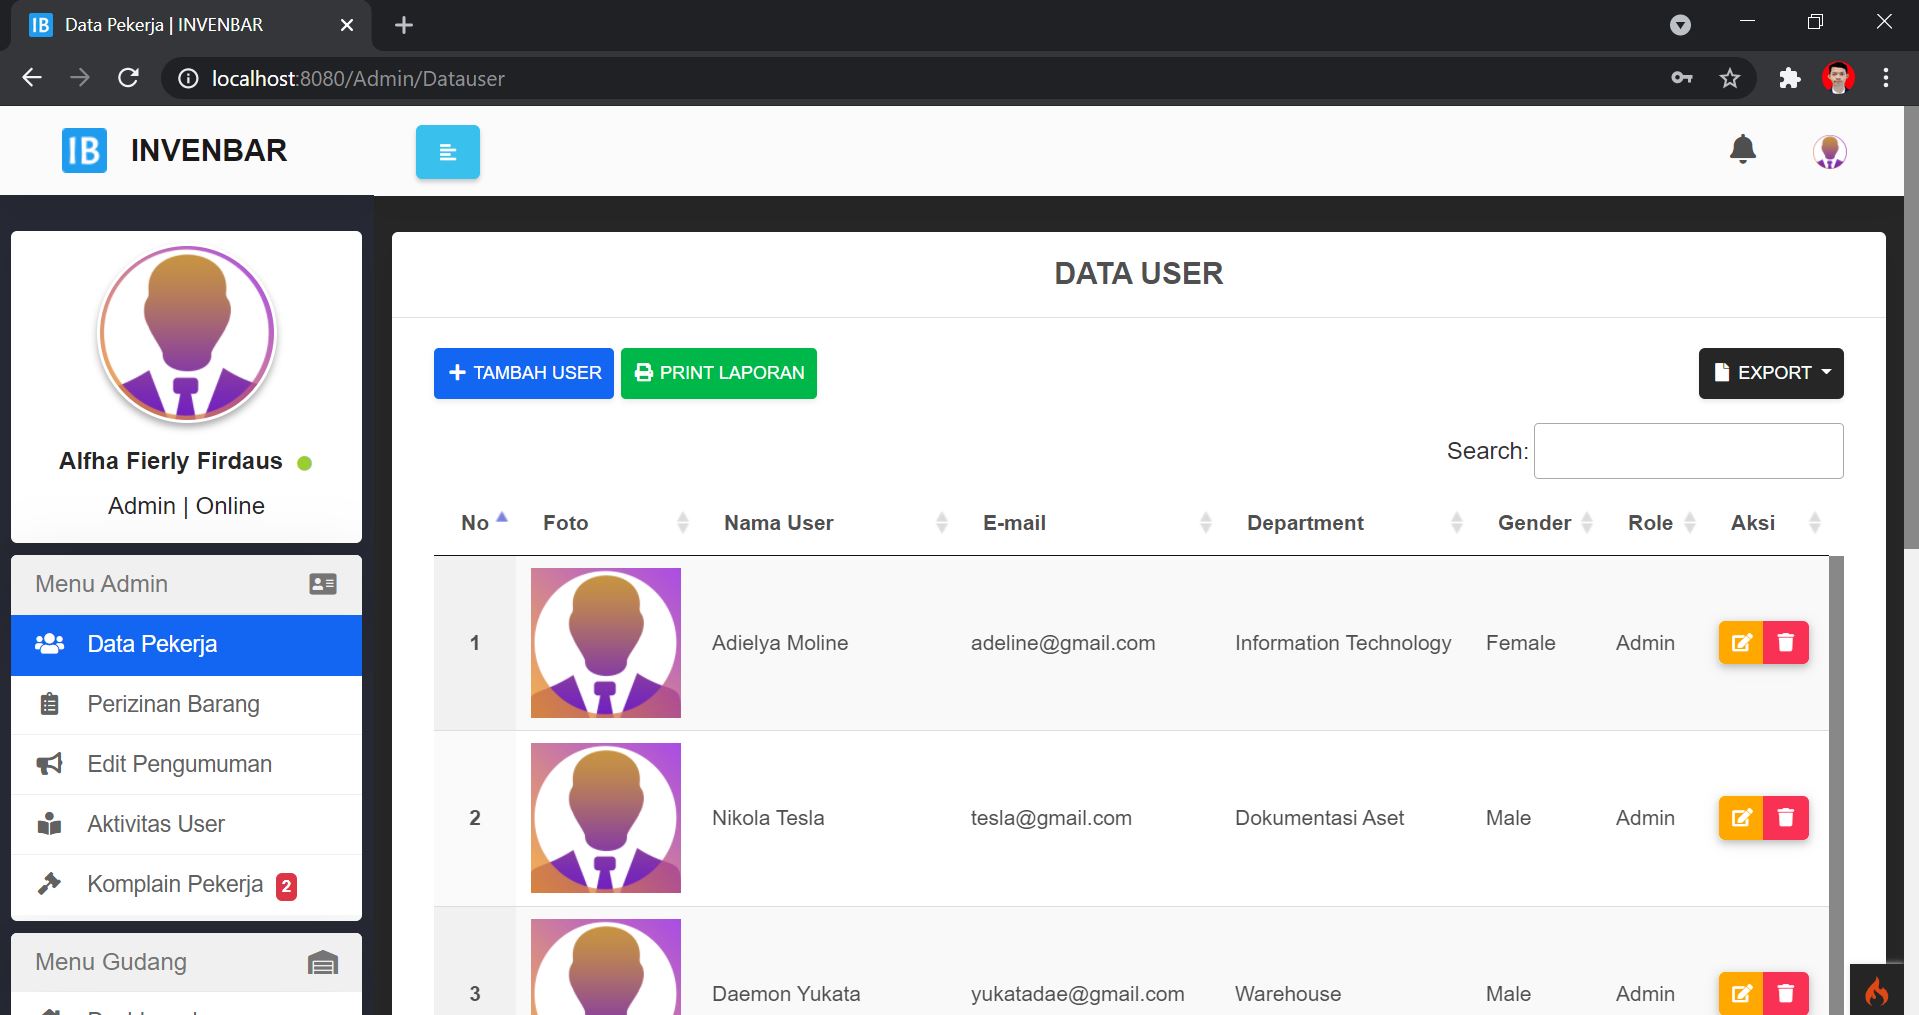 IB Data Pekerja | INVENBAR
localhost:8080/Admin/Datauser
IB INVENBAR
Alfha Fierly Firdaus
Admin | Online
Menu Admin
Data Pekerja
Perizinan Barang
Edit Pengumuman
Aktivitas User
Komplain Pekerja 2
Menu Gudang
DATA USER
TAMBAH USER PRINT LAPORAN EXPORT
Search:
No Foto Nama User E-mail Department Gender Role Aksi
1 Adielya Moline adeline@gmail.com Information Technology Female Admin
2 Nikola Tesla tesla@gmail.com Dokumentasi Aset Male Admin
3 Daemon Yukata yukatadae@gmail.com Warehouse Male Admin